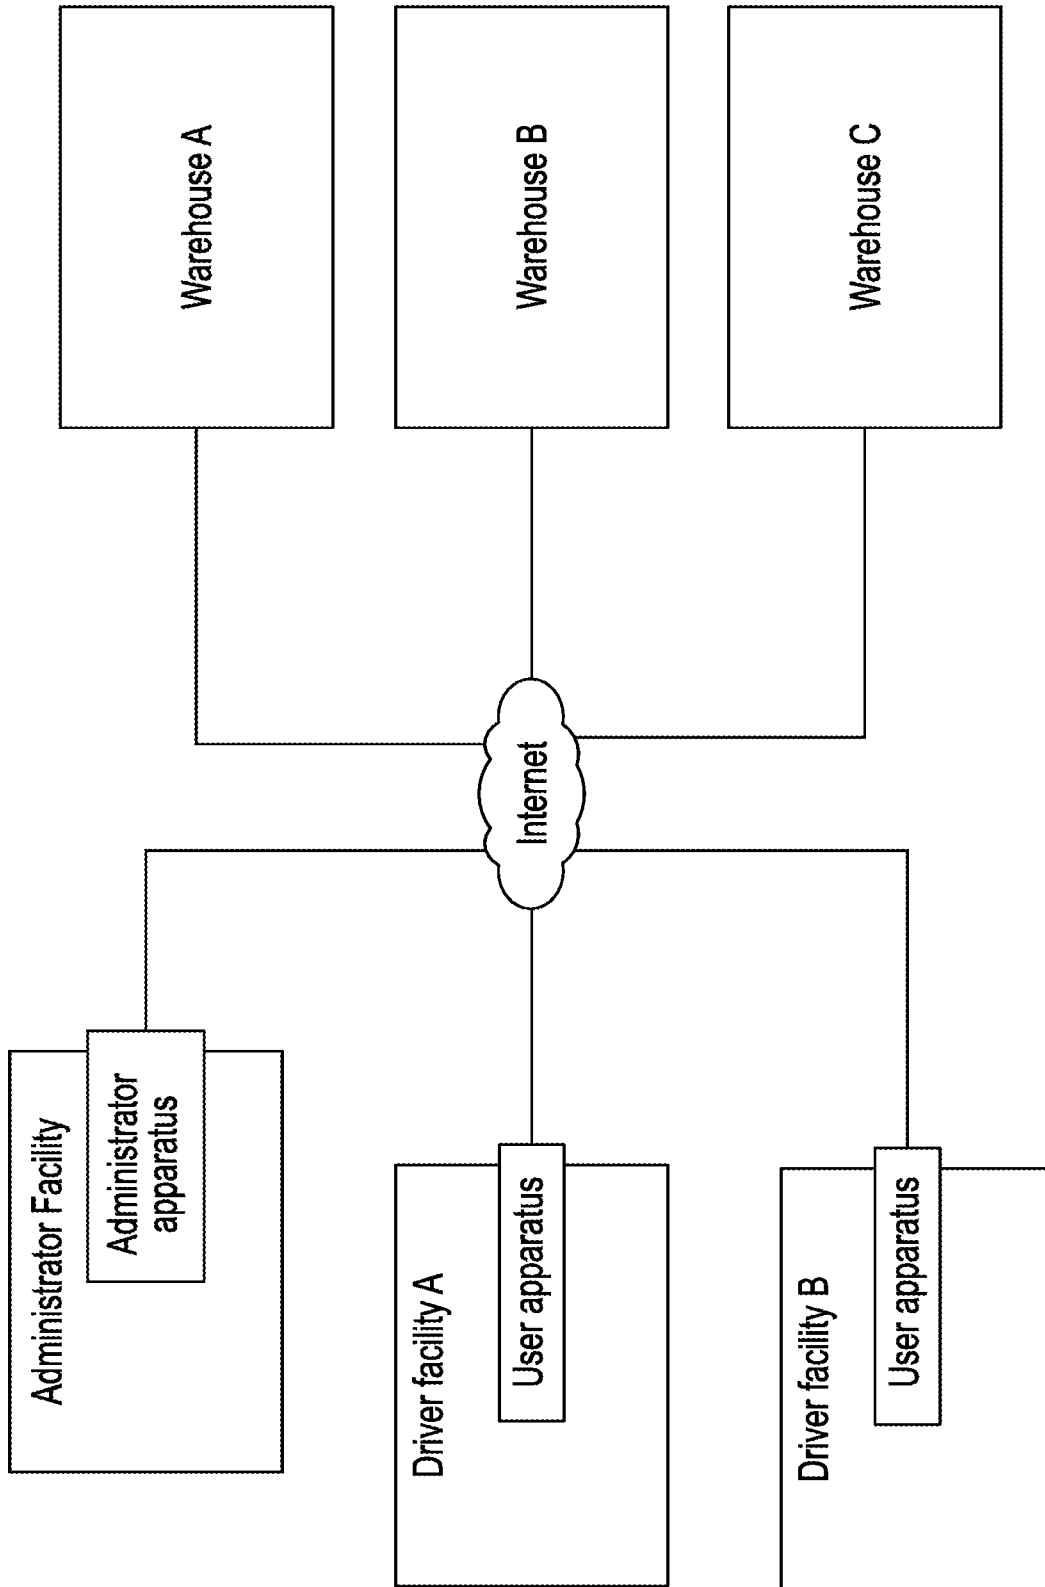 Administrator Facility
Administrator
apparatus
Driver facility A
User apparatus
Driver facility B
User apparatus
Internet
Warehouse A
Warehouse B
Warehouse C